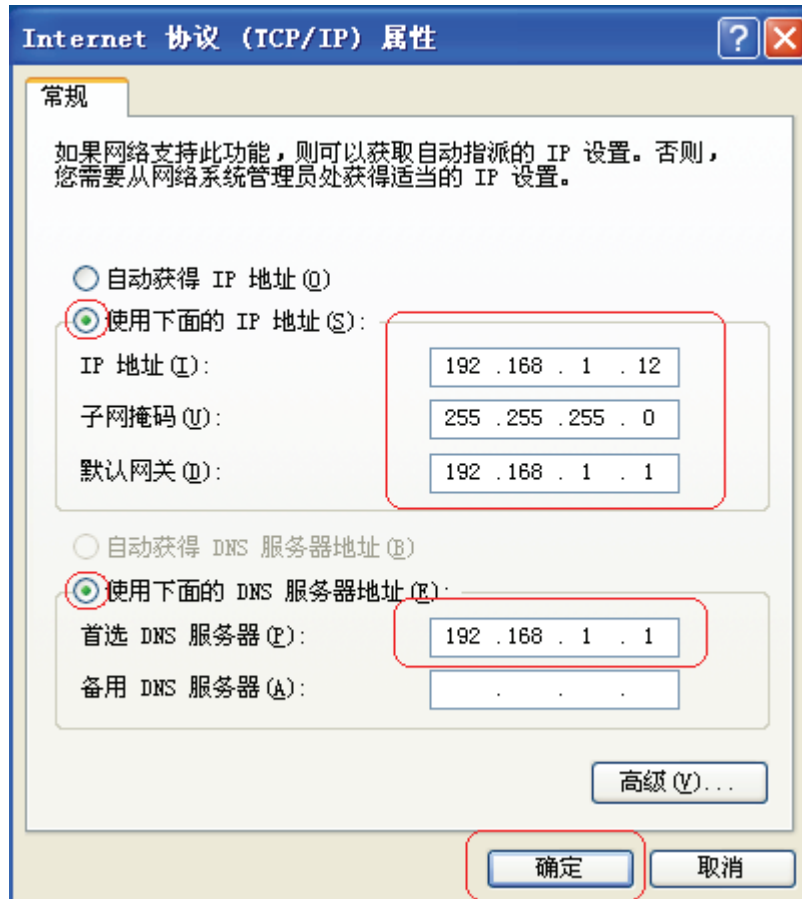 Internet 协议 (TCP/IP) 属性
常规
如果网络支持此功能,则可以获取自动指派的 IP 设置。否则,
您需要从网络系统管理员处获得适当的 IP 设置。
自动获得 IP 地址(O)
使用下面的 IP 地址(S):
IP 地址(I): 192 .168 . 1 . 12
子网掩码(U): 255 .255 .255 . 0
默认网关(D): 192 .168 . 1 . 1
自动获得 DNS 服务器地址(B)
使用下面的 DNS 服务器地址(E):
首选 DNS 服务器(P): 192 .168 . 1 . 1
备用 DNS 服务器(A): . . .
高级(V)...
确定 取消